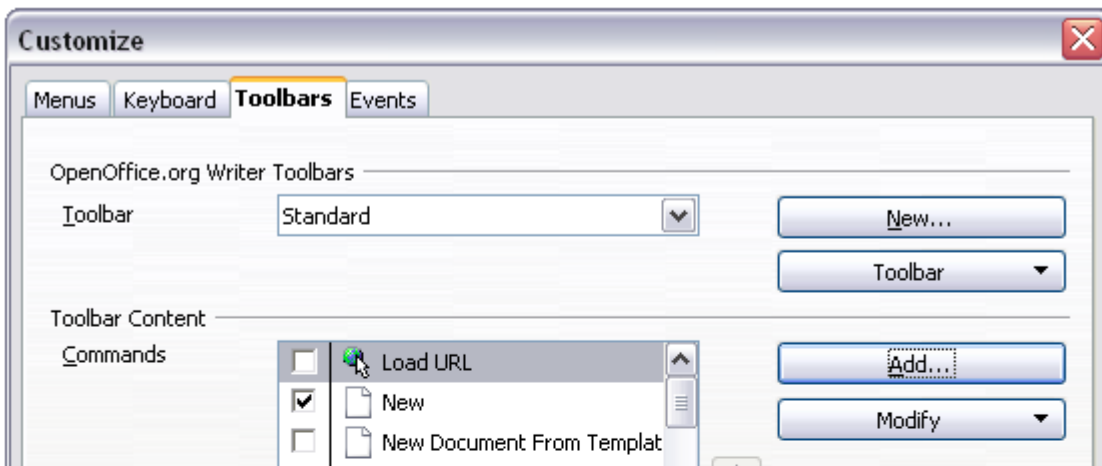 Customize
Menus Keyboard Toolbars Events
OpenOffice.org Writer Toolbars
Toolbar Standard New...
Toolbar
Toolbar Content
Commands Load URL Add...
New Modify
New Document From Templat